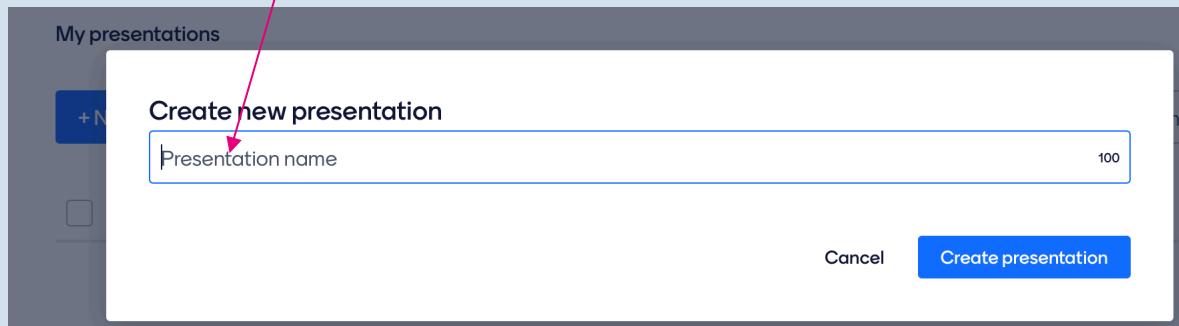 My presentations
+ N
Create new presentation
Presentation name
100
Cancel
Create presentation